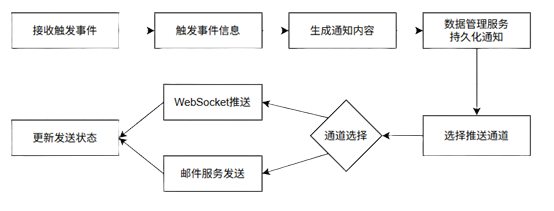 接收触发事件
触发事件信息
生成通知内容
数据管理服务
持久化通知
WebSocket推送
更新发送状态
通道选择
选择推送通道
邮件服务发送